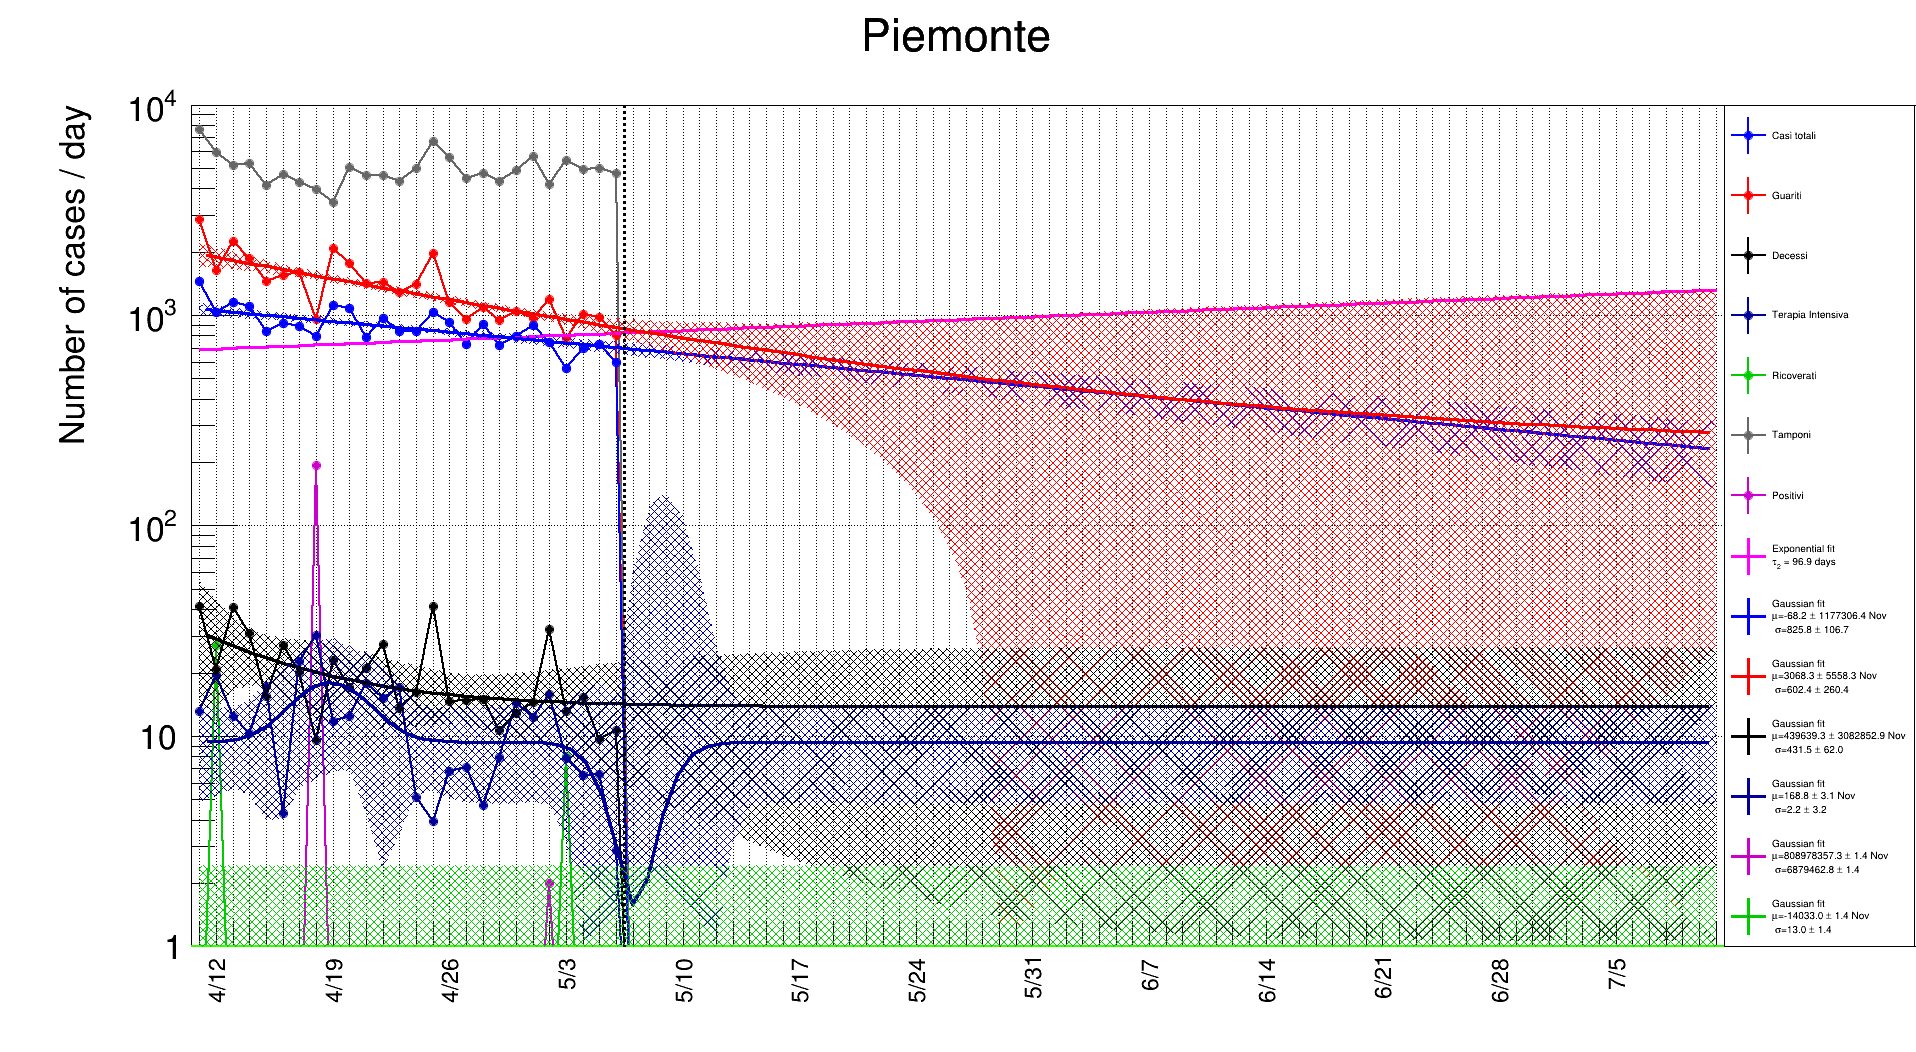 Piemonte
Number of cases / day
10⁴
10³
10²
10
1
4/12
4/19
4/26
5/3
5/10
5/17
5/24
5/31
6/7
6/14
6/21
6/28
7/5
Casi totali
Guariti
Decessi
Terapia Intensiva
Ricoverati
Tamponi
Positivi
Exponential fit
τ₂ = 96.9 days
Gaussian fit
μ=-68.2 ± 1177306.4 Nov
σ=825.8 ± 106.7
Gaussian fit
μ=3068.3 ± 5558.3 Nov
σ=602.4 ± 260.4
Gaussian fit
μ=439639.3 ± 3082852.9 Nov
σ=431.5 ± 62.0
Gaussian fit
μ=168.8 ± 3.1 Nov
σ=2.2 ± 3.2
Gaussian fit
μ=808978357.3 ± 1.4 Nov
σ=6879462.8 ± 1.4
Gaussian fit
μ=-14033.0 ± 1.4 Nov
σ=13.0 ± 1.4